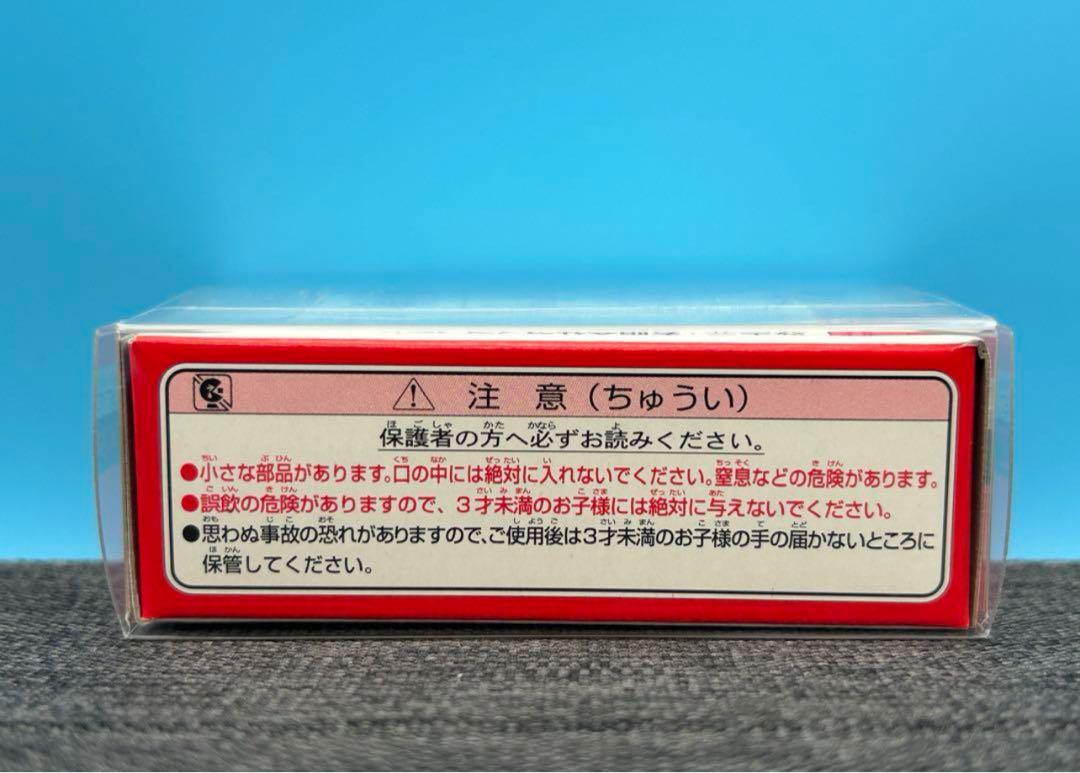 注 意（ちゅうい）
保護者の方へ必ずお読みください。
●小さな部品があります。口の中には絶対に入れないでください。窒息などの危険があります。
●誤飲の危険がありますので、３才未満のお子様には絶対に与えないでください。
●思わぬ事故の恐れがありますので、ご使用後は３才未満のお子様の手の届かないところに
保管してください。